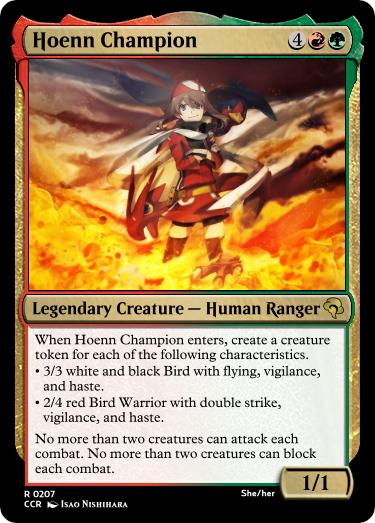 Hoenn Champion 4
Legendary Creature — Human Ranger
When Hoenn Champion enters, create a creature
token for each of the following characteristics.
• 3/3 white and black Bird with flying, vigilance,
and haste.
• 2/4 red Bird Warrior with double strike,
vigilance, and haste.
No more than two creatures can attack each
combat. No more than two creatures can block
each combat.
1/1
R 0207
She/her
CCR Isao Nishihara